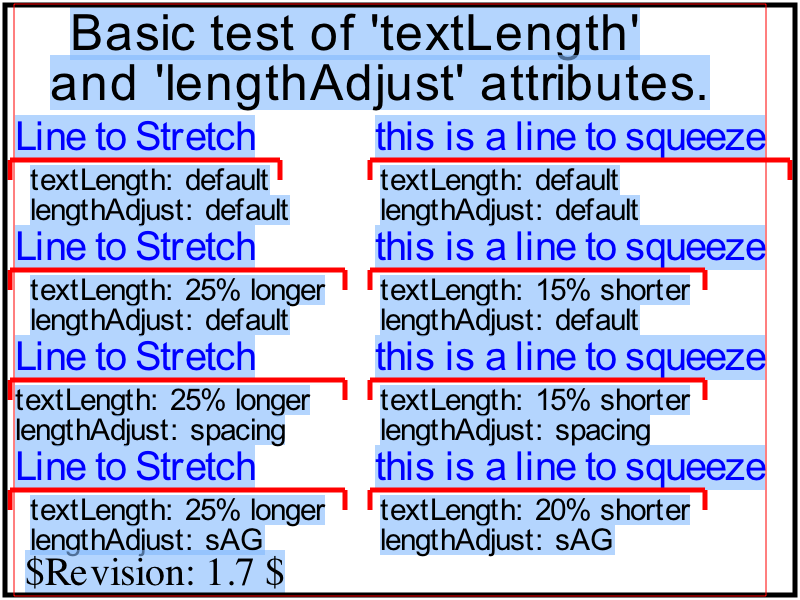 Basic test of 'textLength'
and 'lengthAdjust' attributes.
Line to Stretch
textLength: default
lengthAdjust: default
this is a line to squeeze
textLength: default
lengthAdjust: default
Line to Stretch
textLength: 25% longer
lengthAdjust: default
this is a line to squeeze
textLength: 15% shorter
lengthAdjust: default
Line to Stretch
textLength: 25% longer
lengthAdjust: spacing
this is a line to squeeze
textLength: 15% shorter
lengthAdjust: spacing
Line to Stretch
textLength: 25% longer
lengthAdjust: sAG
this is a line to squeeze
textLength: 20% shorter
lengthAdjust: sAG
$Revision: 1.7 $